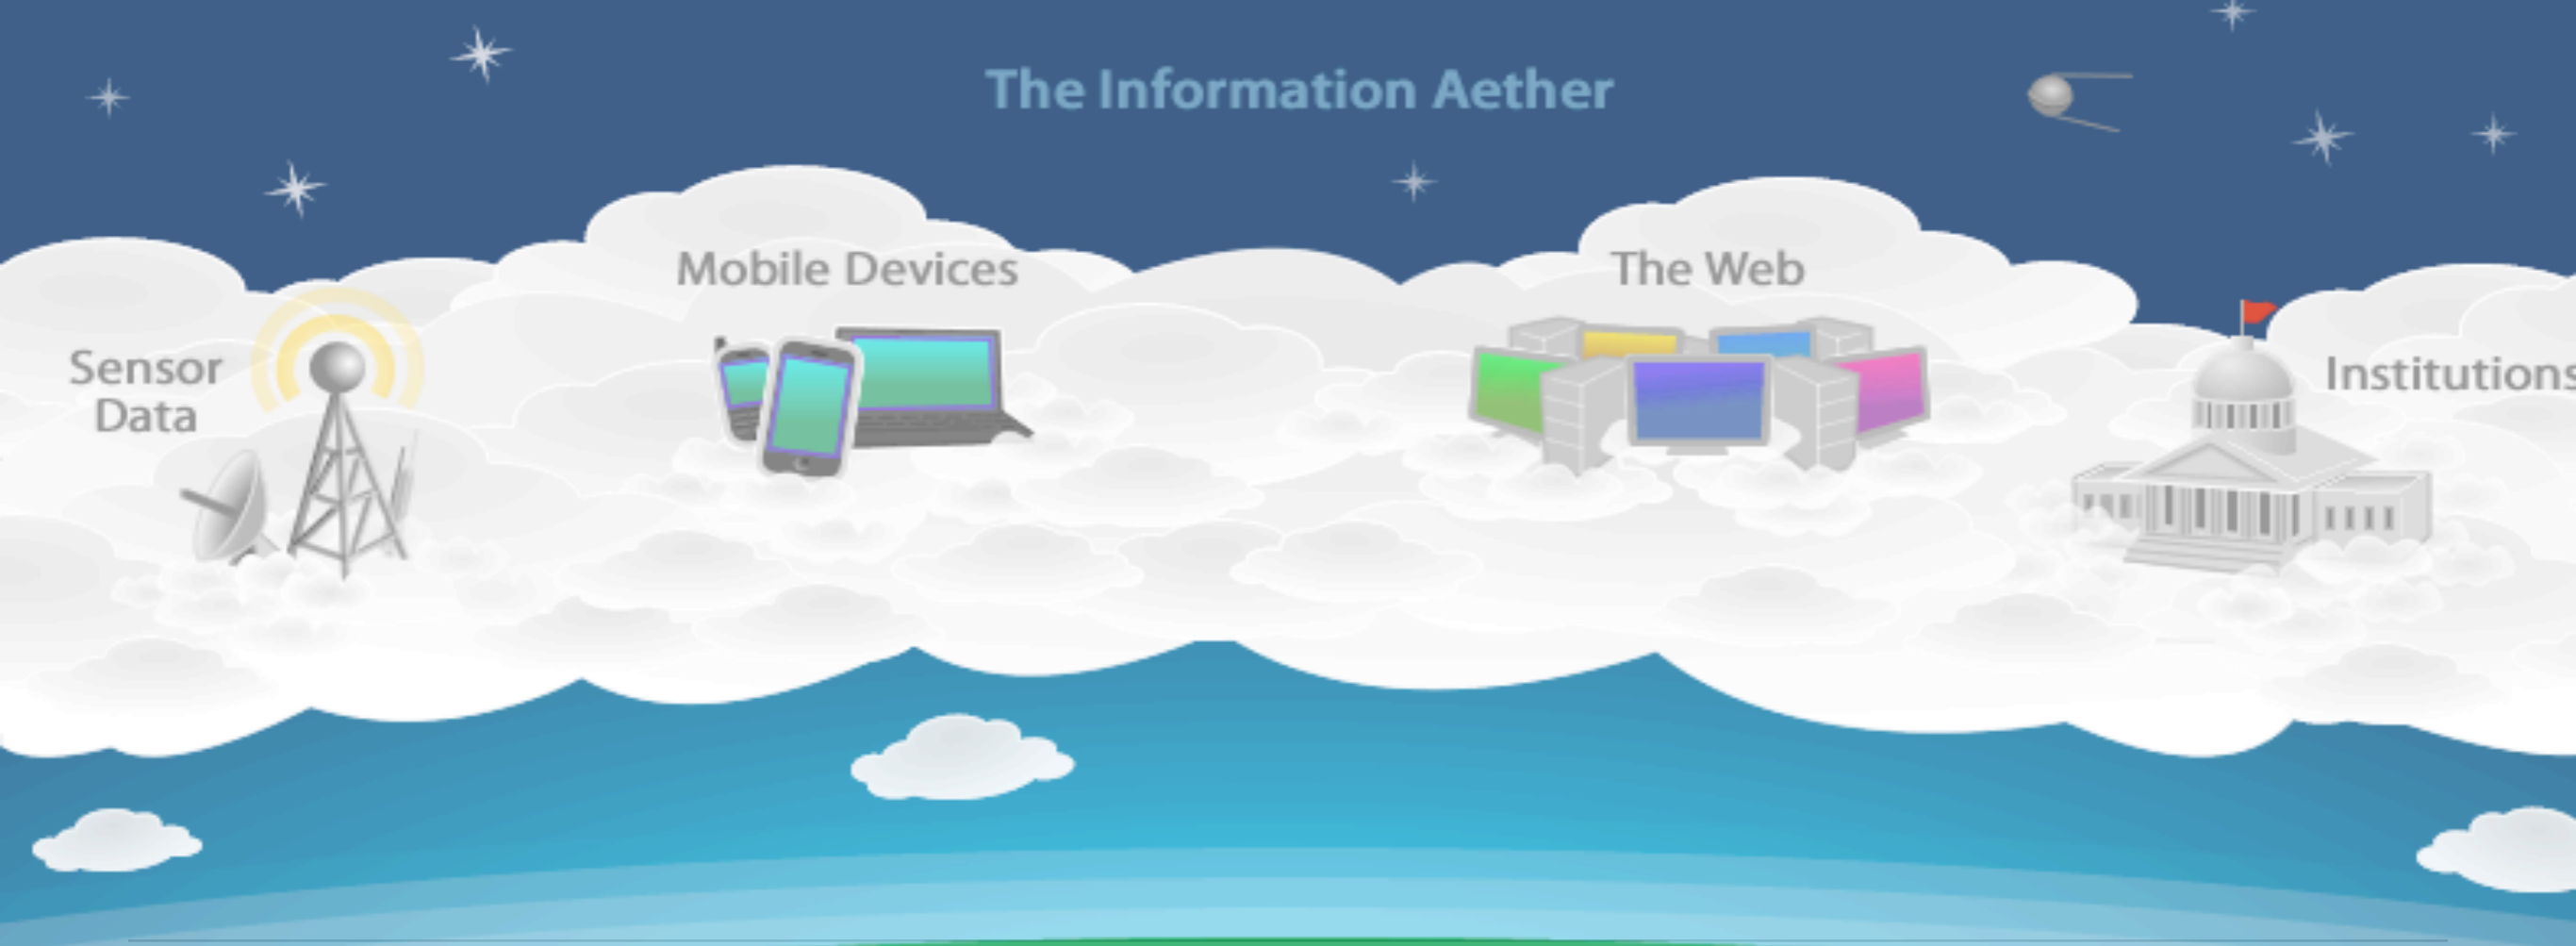 The Information Aether
Mobile Devices
The Web
Sensor
Data
Institutions